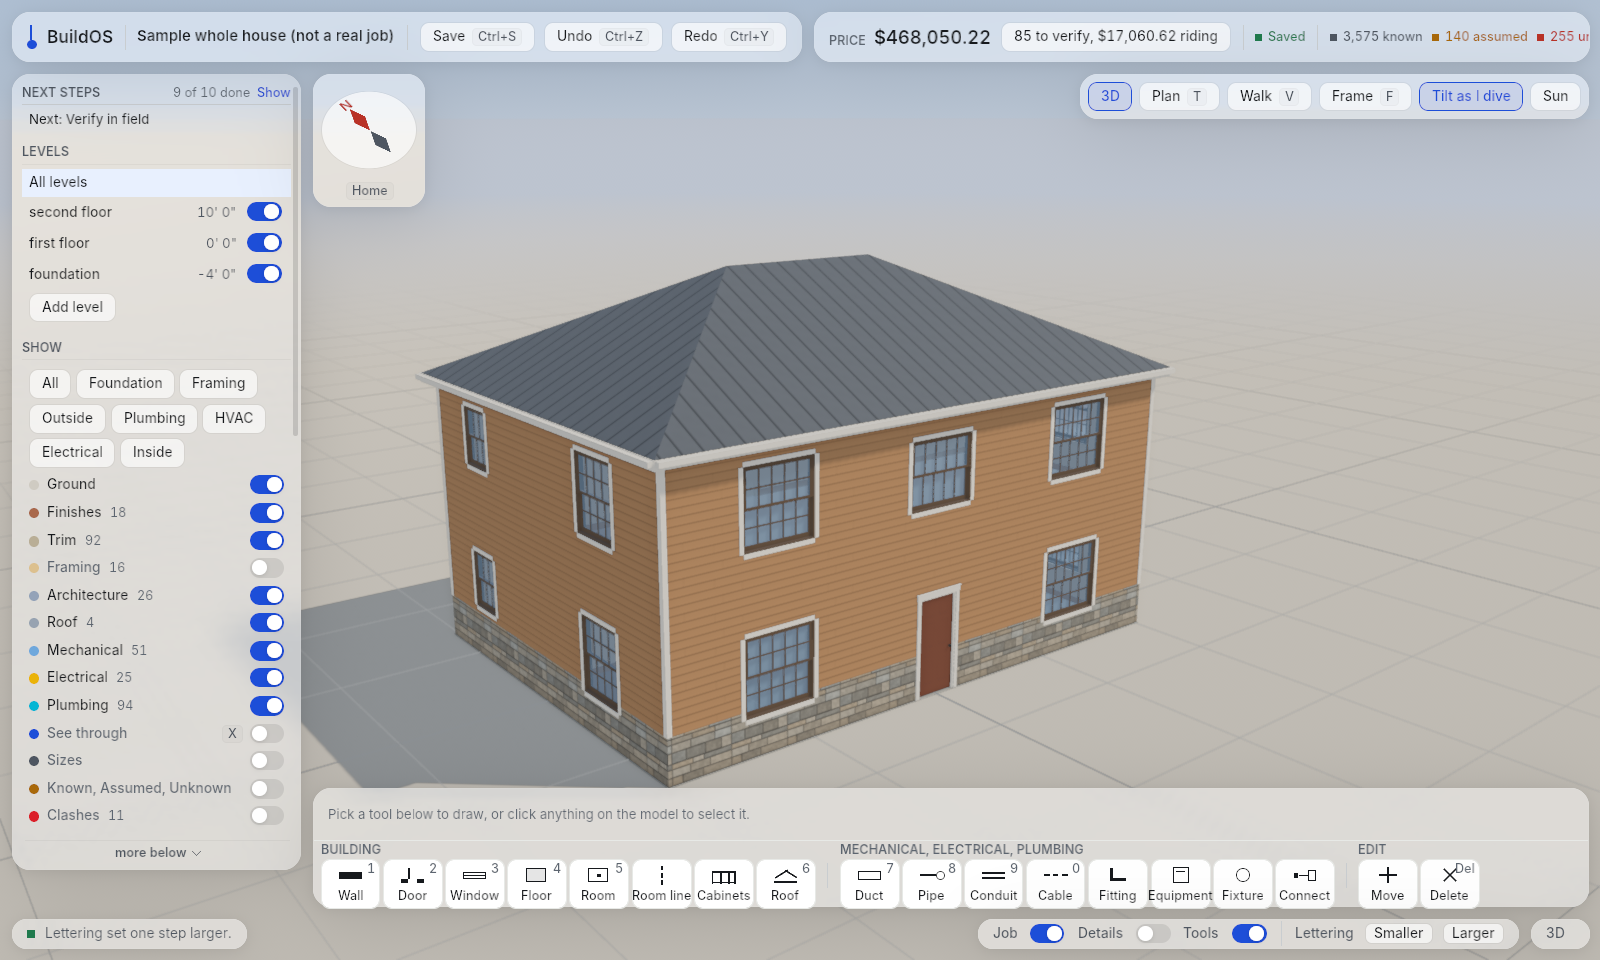 BuildOS
Sample whole house (not a real job)
Save Ctrl+S
Undo Ctrl+Z
Redo Ctrl+Y
PRICE $468,050.22
85 to verify, $17,060.62 riding
Saved
3,575 known
140 assumed
255
NEXT STEPS 9 of 10 done Show
Next: Verify in field
LEVELS
All levels
second floor 10' 0"
first floor 0' 0"
foundation -4' 0"
Add level
SHOW
All Foundation Framing
Outside Plumbing HVAC
Electrical Inside
Ground
Finishes 18
Trim 92
Framing 16
Architecture 26
Roof 4
Mechanical 51
Electrical 25
Plumbing 94
See through X
Sizes
Known, Assumed, Unknown
Clashes 11
more below
N
Home
3D
Plan T
Walk V
Frame F
Tilt as I dive
Sun
Pick a tool below to draw, or click anything on the model to select it.
BUILDING
Wall 1
Door 2
Window 3
Floor 4
Room 5
Room line
Cabinets
Roof 6
MECHANICAL, ELECTRICAL, PLUMBING
Duct 7
Pipe 8
Conduit 9
Cable 0
Fitting
Equipment
Fixture
Connect
EDIT
Move
Delete Del
Lettering set one step larger.
Job Details Tools
Lettering Smaller Larger
3D